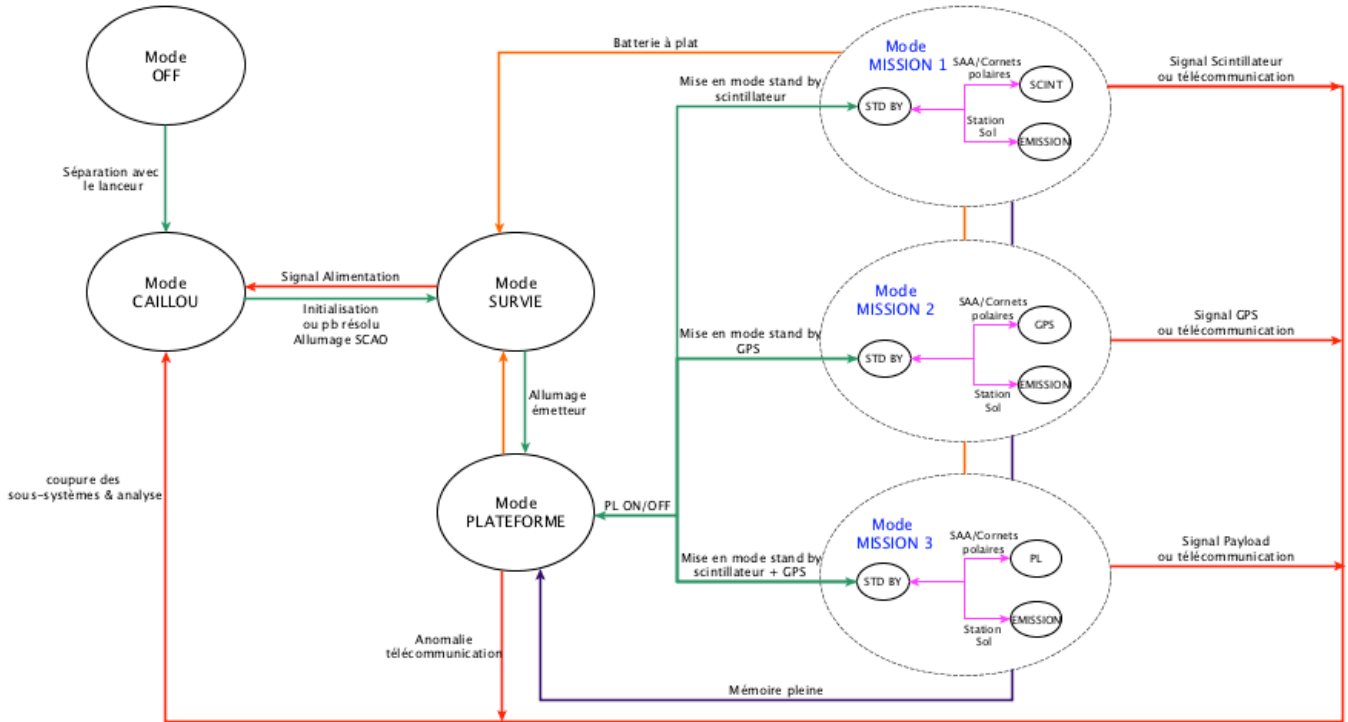 Mode
OFF
Séparation avec
le lanceur
Mode
CAILLOU
Signal Alimentation
Initialisation
ou pb résolu
Allumage SCAO
Mode
SURVIE
Batterie à plat
Allumage
émetteur
Mode
PLATEFORME
PL ON/OFF
coupure des
sous-systèmes & analyse
Anomalie
télécommunication
Mémoire pleine
Mise en mode stand by
scintillateur
Mode
MISSION 1
STD BY
SAA/Cornets
polaires
SCINT
Station
Sol
EMISSION
Signal Scintillateur
ou télécommunication
Mise en mode stand by
GPS
Mode
MISSION 2
STD BY
SAA/Cornets
polaires
GPS
Station
Sol
EMISSION
Signal GPS
ou télécommunication
Mise en mode stand by
scintillateur + GPS
Mode
MISSION 3
STD BY
SAA/Cornets
polaires
PL
Station
Sol
EMISSION
Signal Payload
ou télécommunication